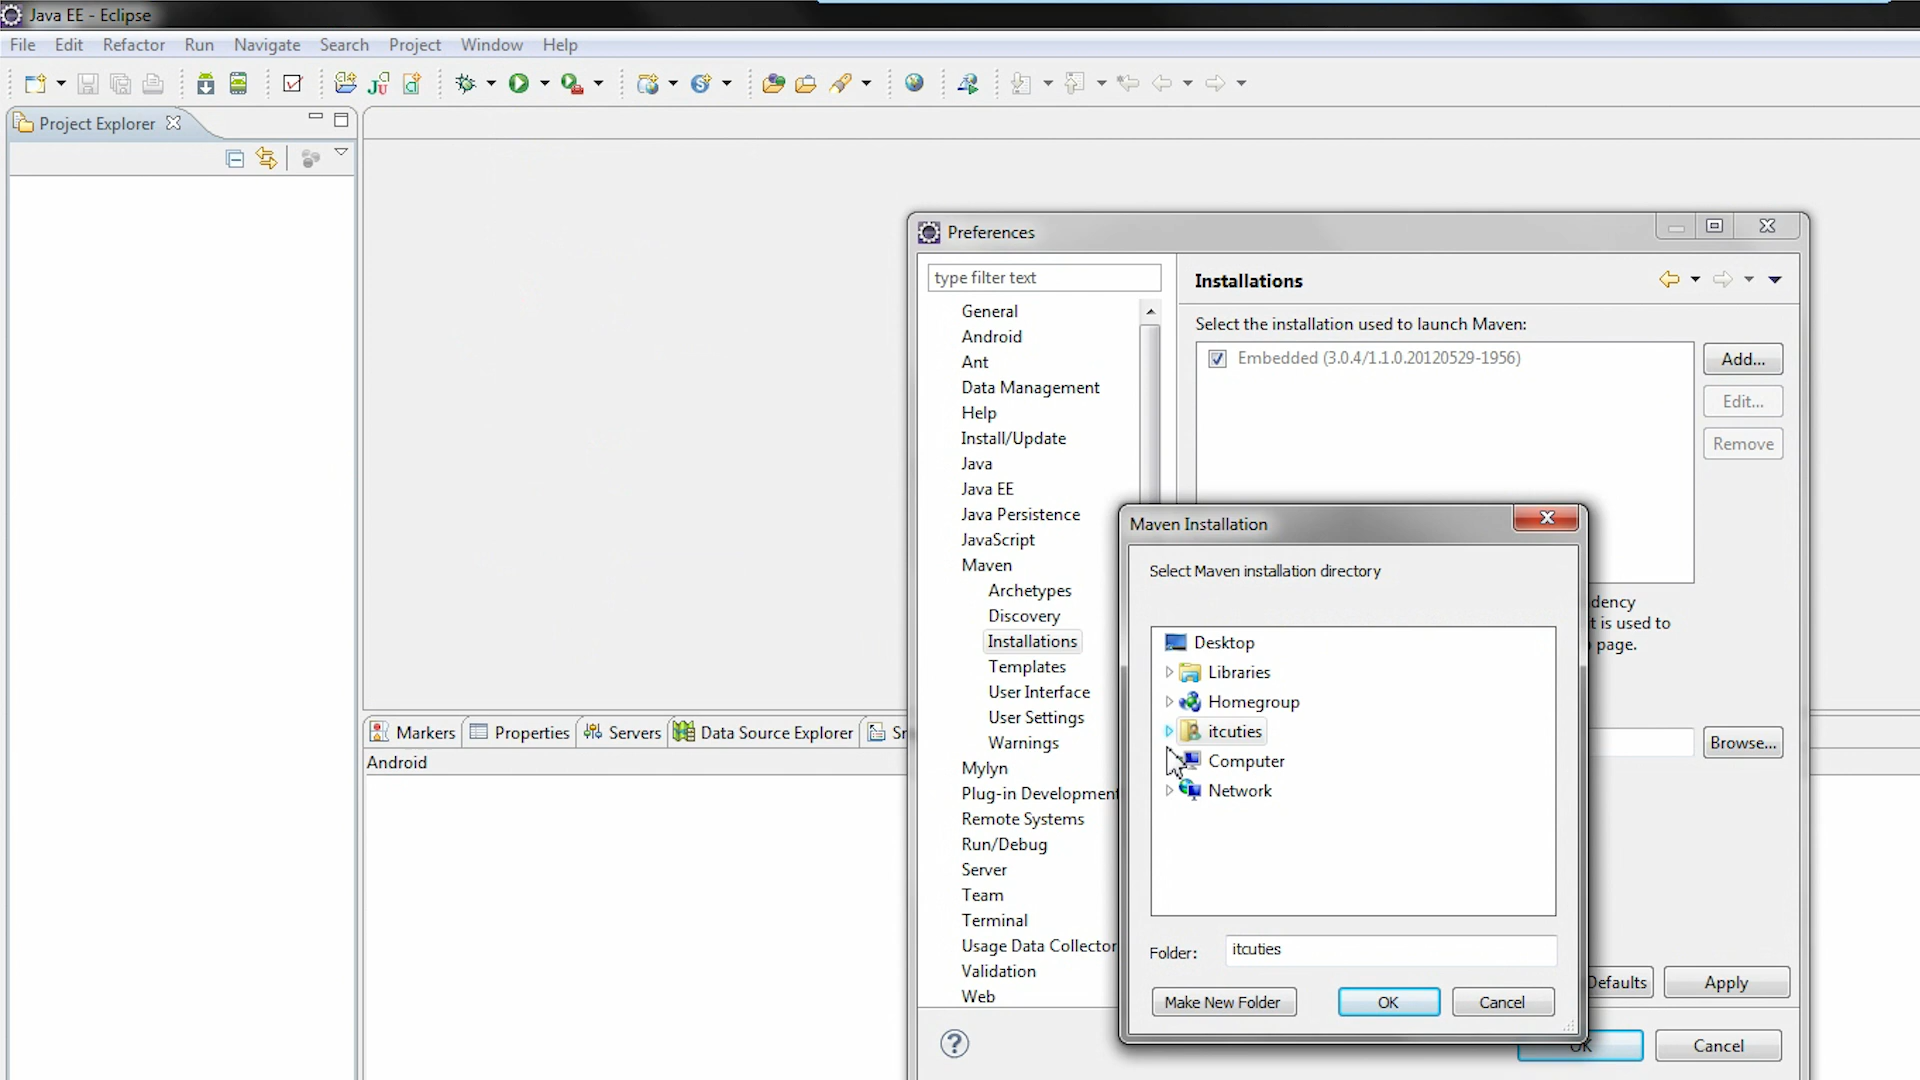 Java EE - Eclipse
File Edit Refactor Run Navigate Search Project Window Help
Project Explorer
Preferences
type filter text
General
Android
Ant
Data Management
Help
Install/Update
Java
Java EE
Java Persistence
JavaScript
Maven
Archetypes
Discovery
Installations
Templates
User Interface
User Settings
Warnings
Mylyn
Plug-in Development
Remote Systems
Run/Debug
Server
Team
Terminal
Usage Data Collector
Validation
Web
Installations
Select the installation used to launch Maven:
Embedded (3.0.4/1.1.0.20120529-1956)
Add...
Edit...
Remove
dency
t is used to
page.
Browse...
Defaults
Apply
OK
Cancel
Maven Installation
Select Maven installation directory
Desktop
Libraries
Homegroup
itcuties
Computer
Network
Folder: itcuties
Make New Folder
OK
Cancel
Markers Properties Servers Data Source Explorer Sn
Android